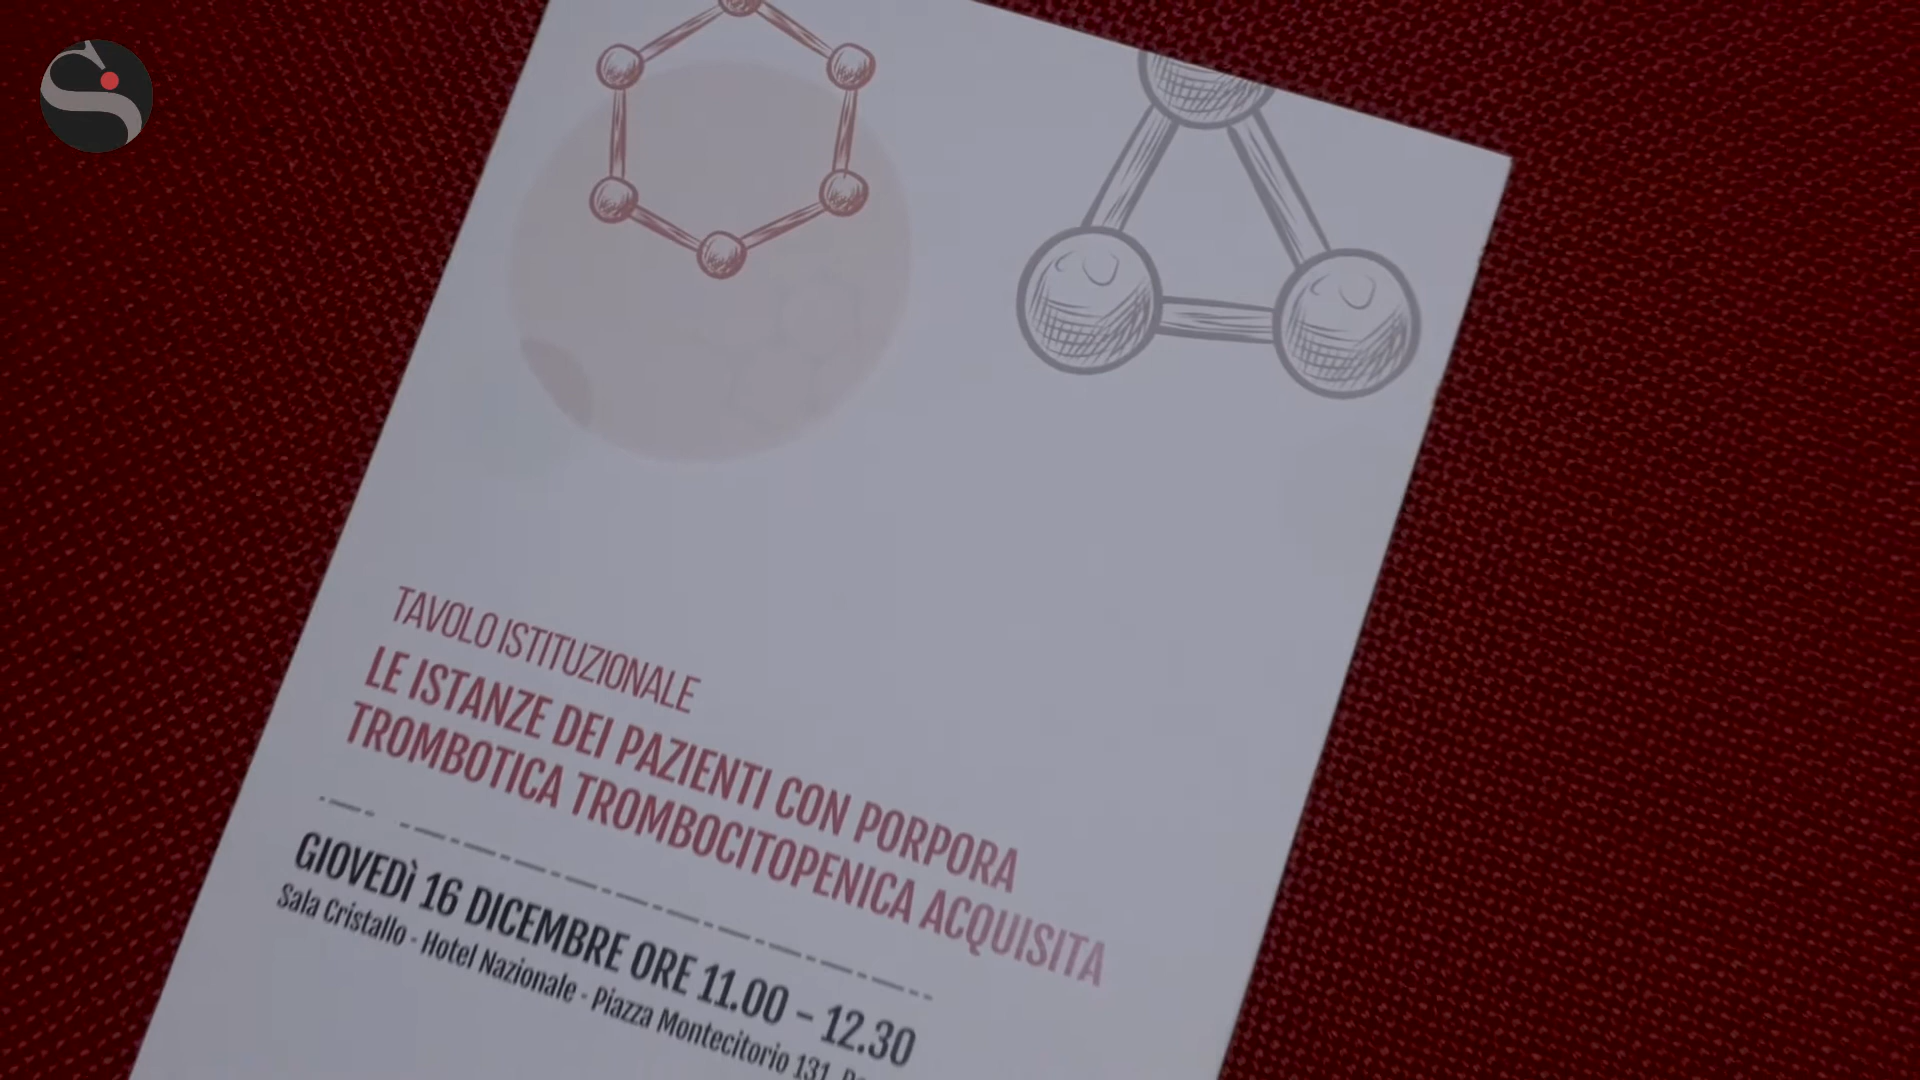 TAVOLO ISTITUZIONALE
LE ISTANZE DEI PAZIENTI CON PORPORA
TROMBOTICA TROMBOCITOPENICA ACQUISITA
GIOVEDÌ 16 DICEMBRE ORE 11.00 – 12.30
Sala Cristallo - Hotel Nazionale - Piazza Montecitorio 131,